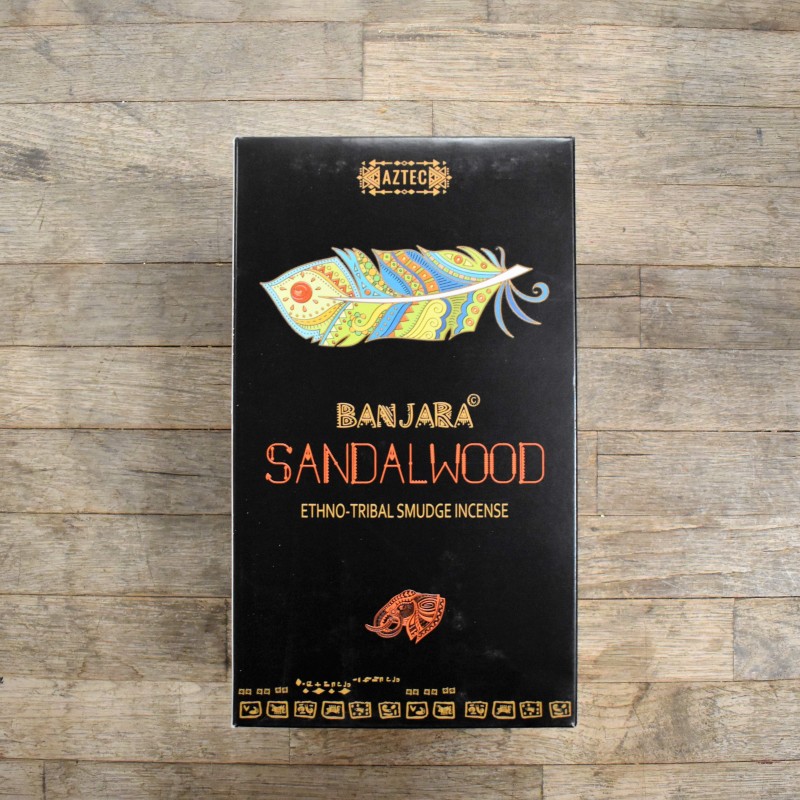 AZTEC
BANJARA©
SANDALWOOD
ETHNO-TRIBAL SMUDGE INCENSE